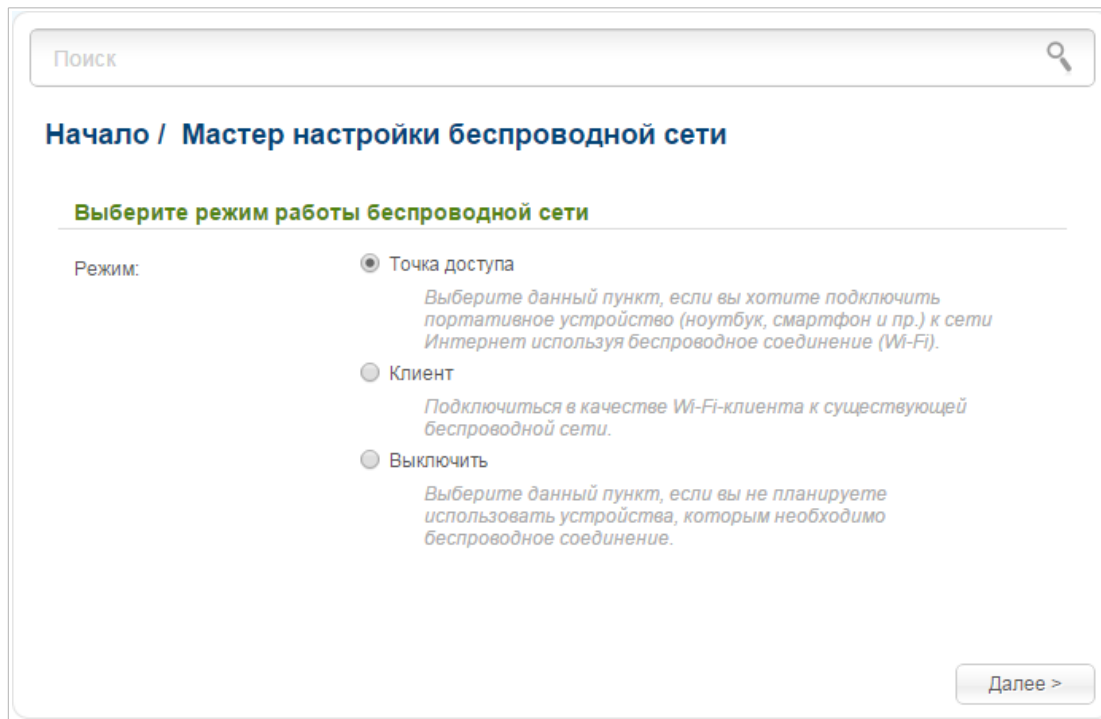 Поиск
Начало / Мастер настройки беспроводной сети
Выберите режим работы беспроводной сети
Режим:
Точка доступа
Выберите данный пункт, если вы хотите подключить
портативное устройство (ноутбук, смартфон и пр.) к сети
Интернет используя беспроводное соединение (Wi-Fi).
Клиент
Подключиться в качестве Wi-Fi-клиента к существующей
беспроводной сети.
Выключить
Выберите данный пункт, если вы не планируете
использовать устройства, которым необходимо
беспроводное соединение.
Далее >